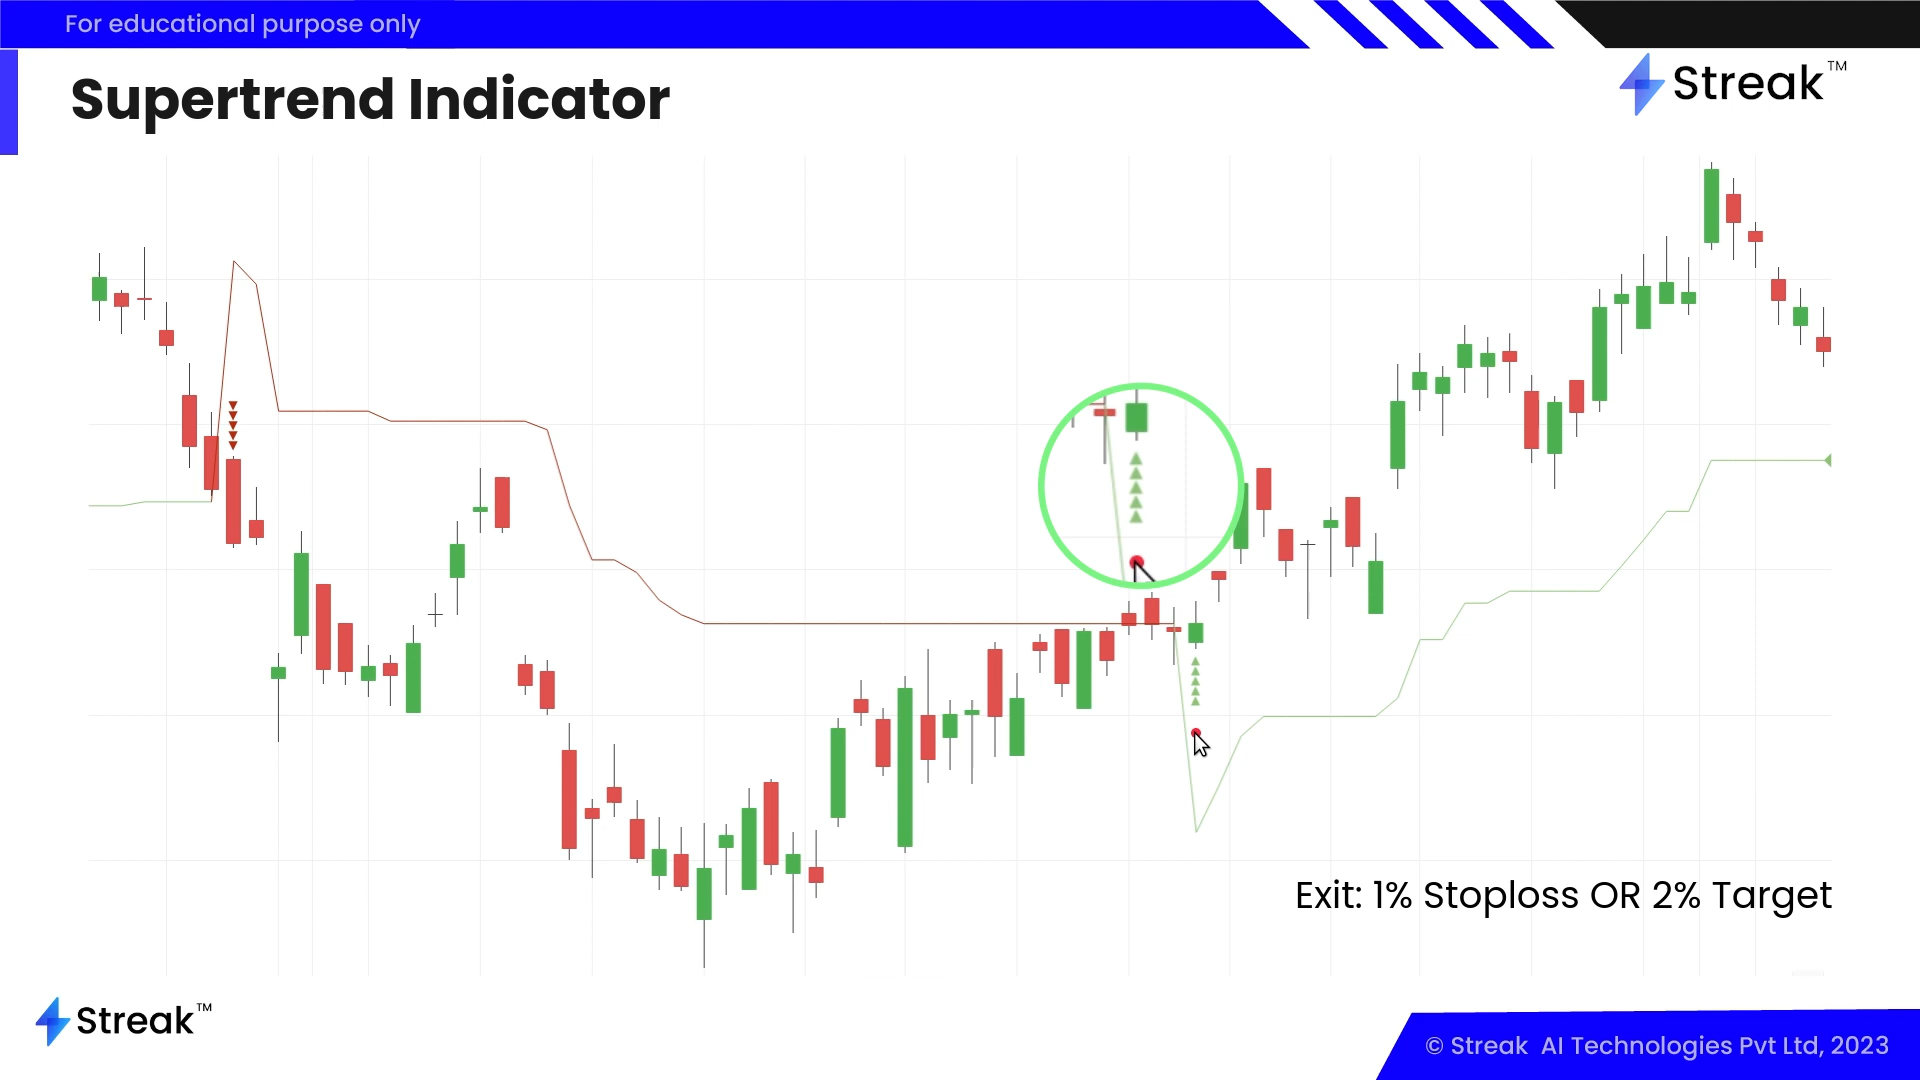 For educational purpose only
Supertrend Indicator
Streak™
Exit: 1% Stoploss OR 2% Target
Streak™
© Streak AI Technologies Pvt Ltd, 2023